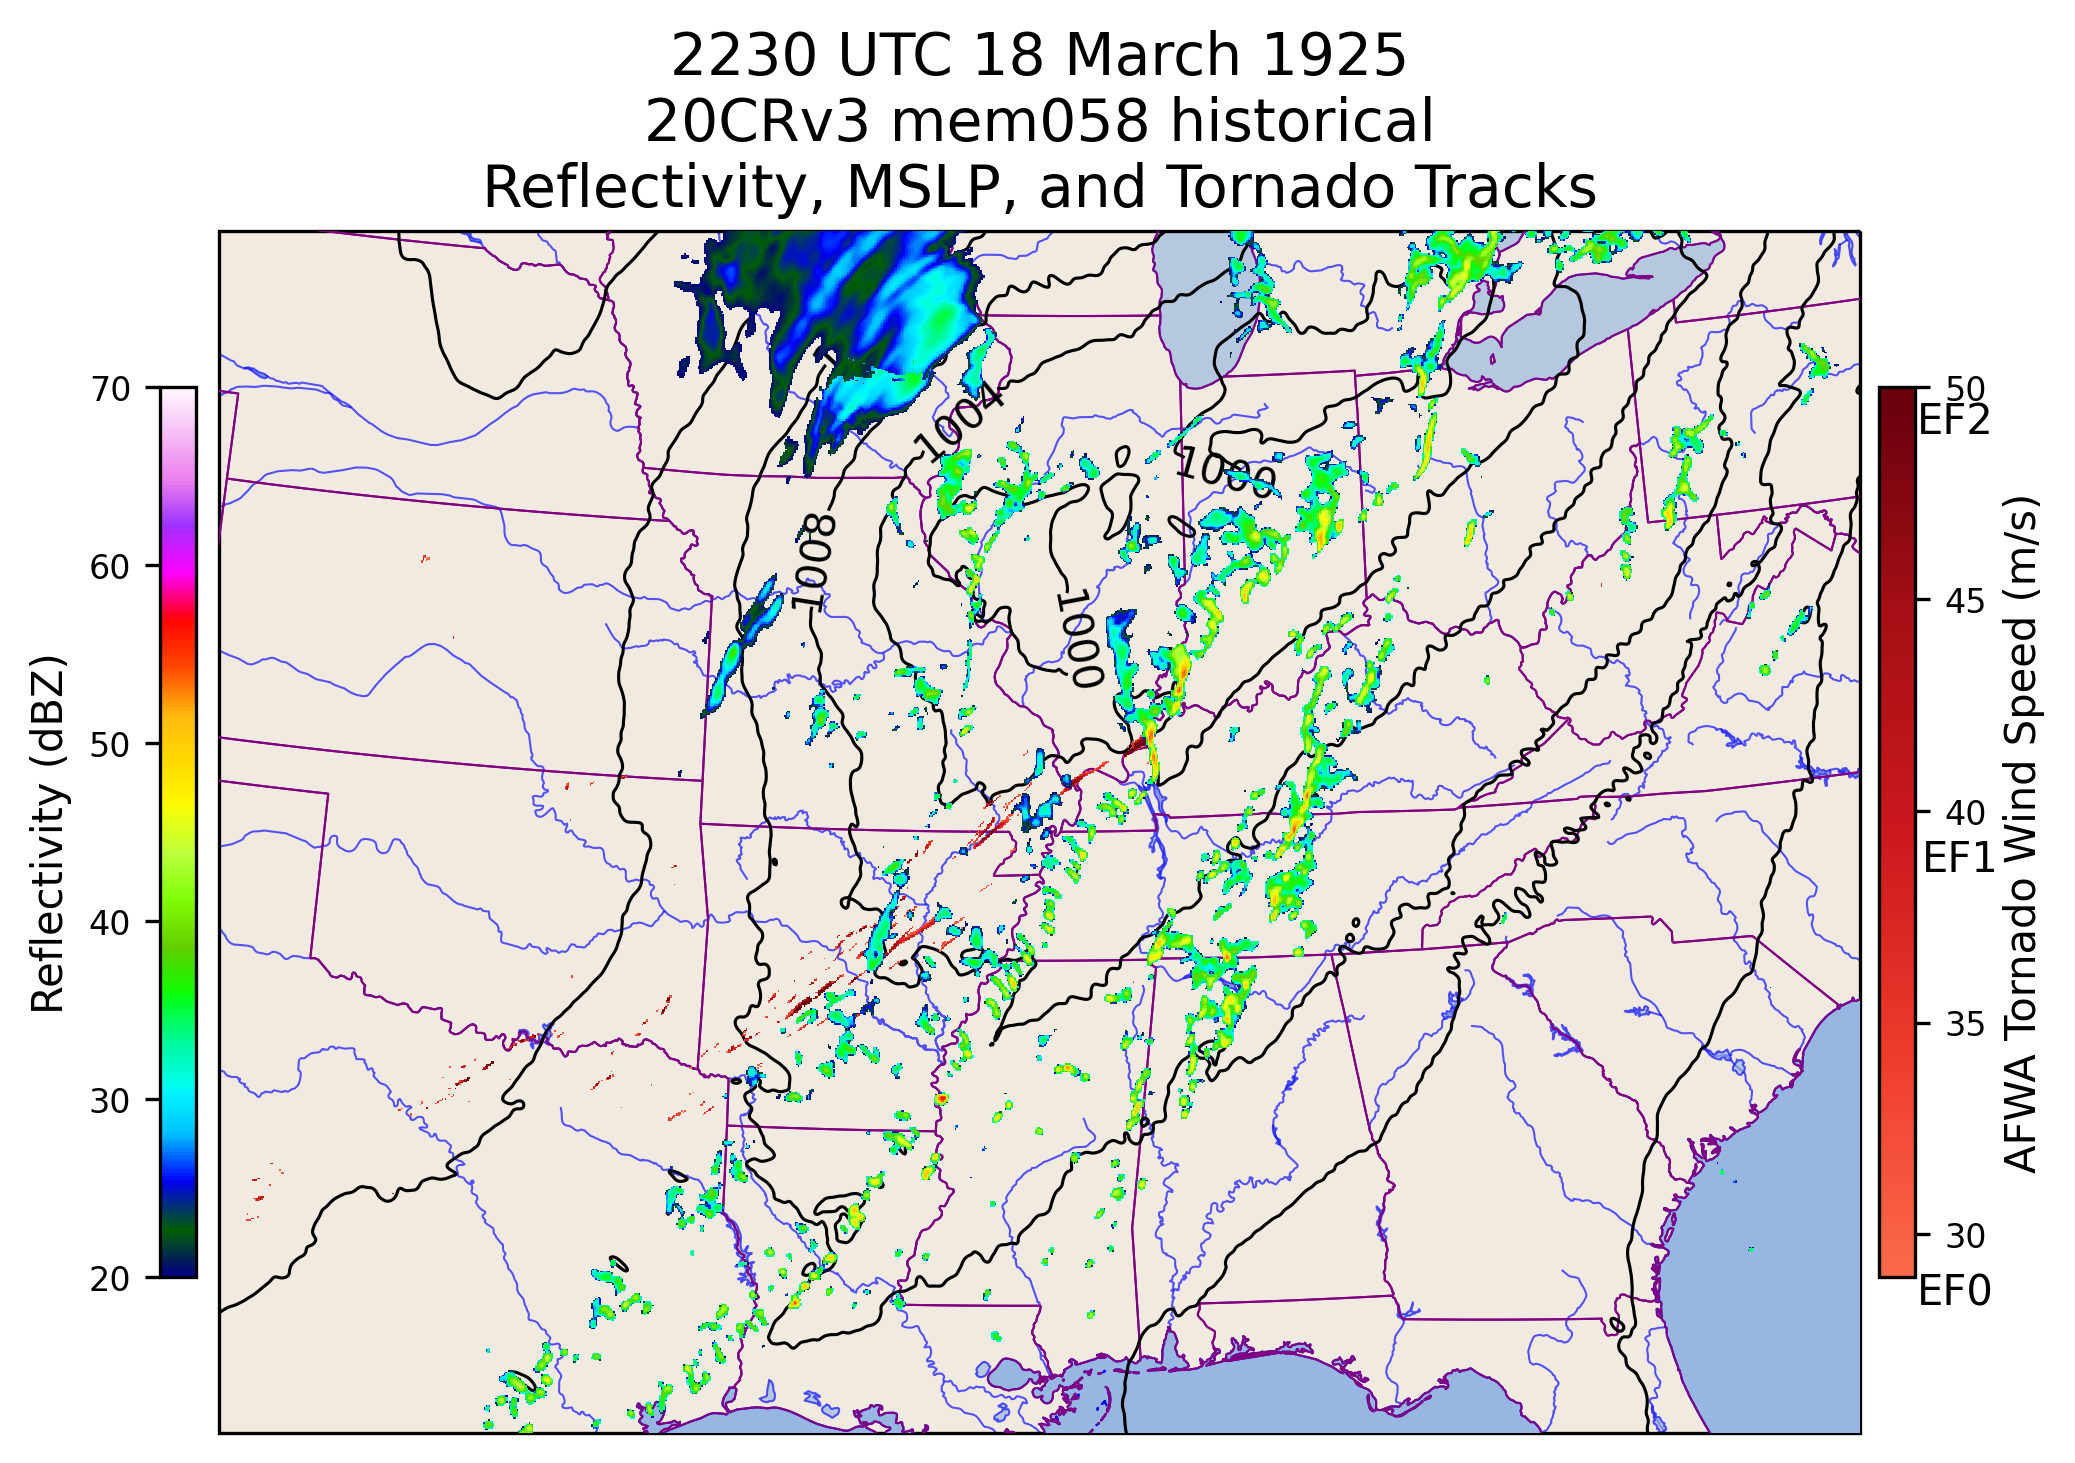 2230 UTC 18 March 1925
20CRv3 mem058 historical
Reflectivity, MSLP, and Tornado Tracks
Reflectivity (dBZ)
70
60
50
40
30
20
1004
1000
1008
1000
50
EF2
45
40
EF1
35
30
EF0
AFWA Tornado Wind Speed (m/s)